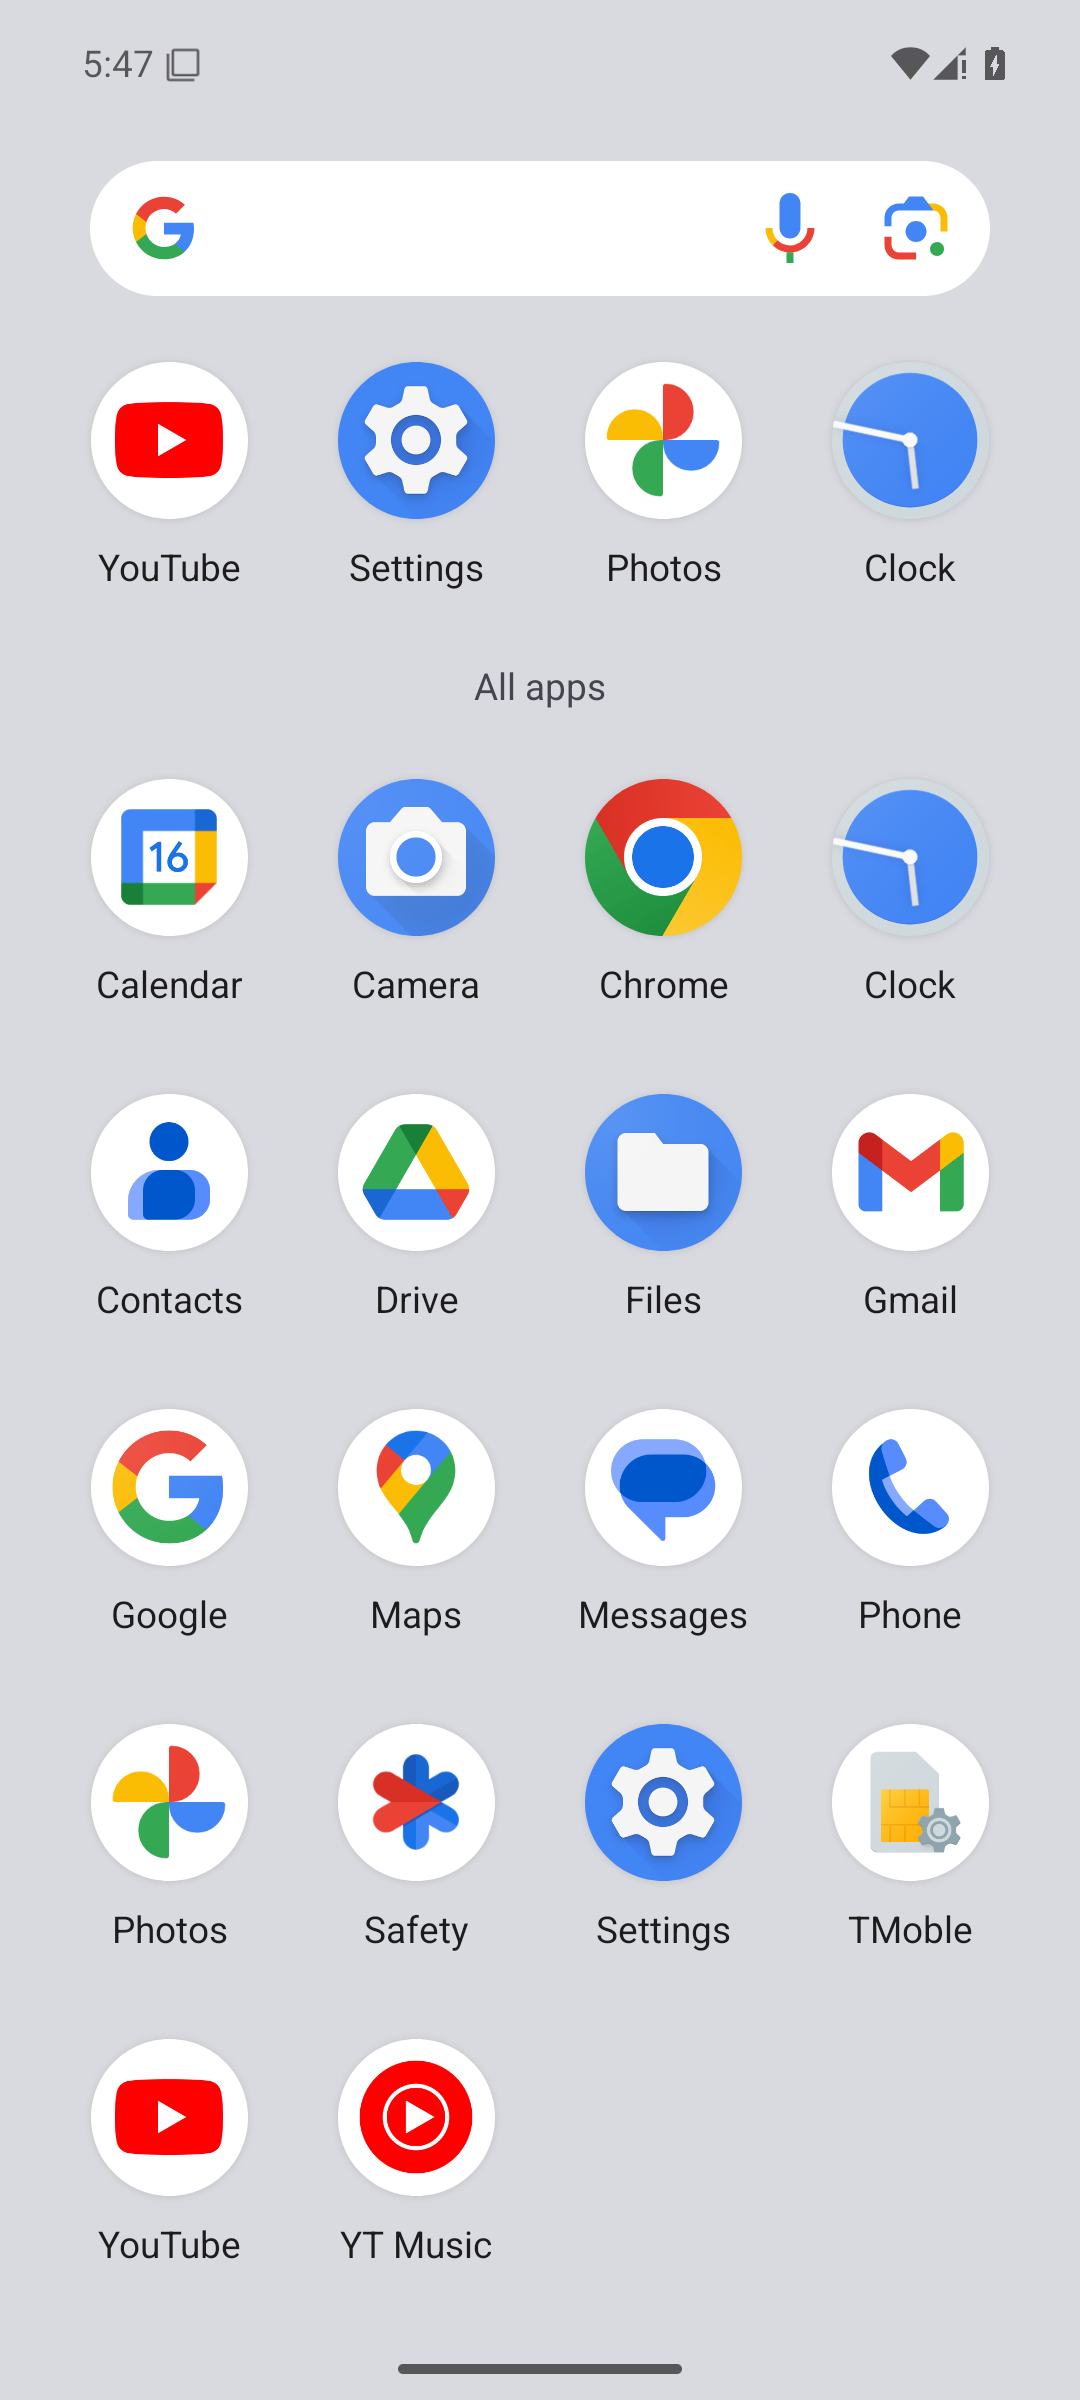 5:47
YouTube Settings Photos Clock
All apps
16
Calendar Camera Chrome Clock
Contacts Drive Files Gmail
Google Maps Messages Phone
Photos Safety Settings TMoble
YouTube YT Music